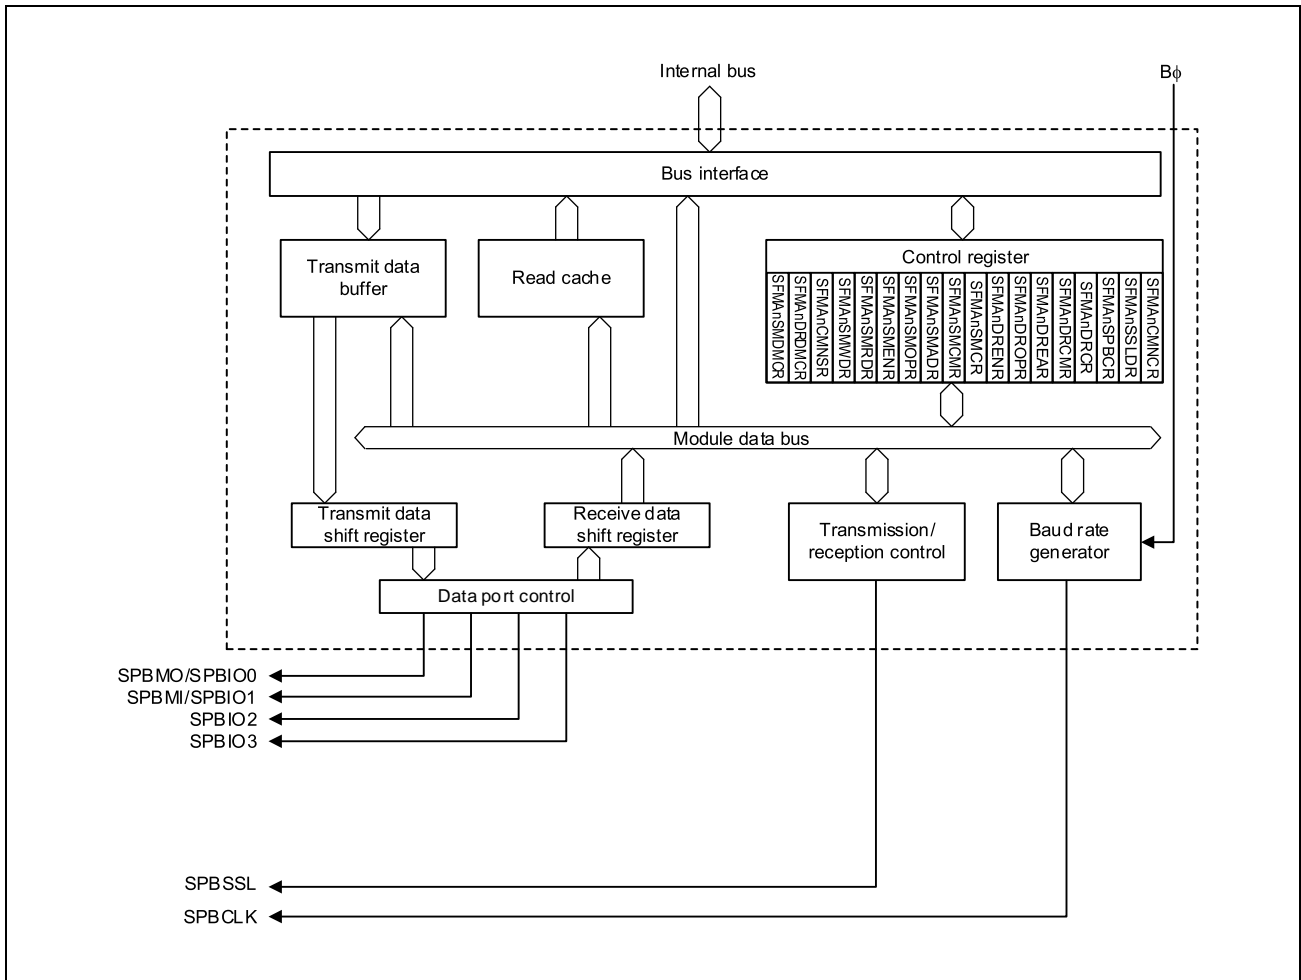 Internal bus
Bφ
Bus interface
Transmit data
buffer
Read cache
Control register
SFMAnSMDMCR
SFMAnDRDMCR
SFMAnCMNSR
SFMAnSMWDR
SFMAnSMRDR
SFMAnSMENR
SFMAnSMOPR
SFMAnSMADR
SFMAnSMCMR
SFMAnSMCR
SFMAnDRENR
SFMAnDROPR
SFMAnDREAR
SFMAnDRCMR
SFMAnDRCR
SFMAnSPBCR
SFMAnSSLDR
SFMAnCMNCR
Module data bus
Transmit data
shift register
Receive data
shift register
Transmission/
reception control
Baud rate
generator
Data port control
SPBMO/SPBIO0
SPBMI/SPBIO1
SPBIO2
SPBIO3
SPBSSL
SPBCLK